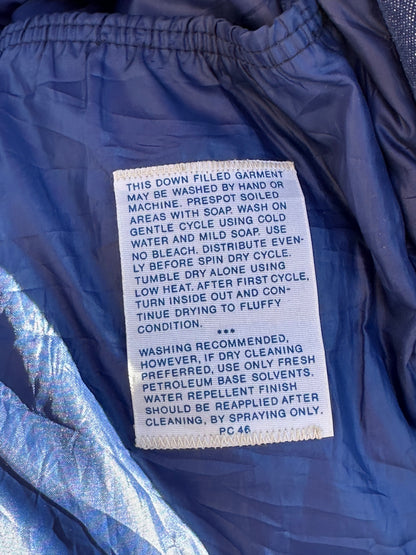 THIS DOWN FILLED GARMENT
MAY BE WASHED BY HAND OR
MACHINE. PRESPOT SOILED
AREAS WITH SOAP. WASH ON
GENTLE CYCLE USING COLD
WATER AND MILD SOAP. USE
NO BLEACH. DISTRIBUTE EVEN-
LY BEFORE SPIN DRY CYCLE.
TUMBLE DRY ALONE USING
LOW HEAT. AFTER FIRST CYCLE,
TURN INSIDE OUT AND CON-
TINUE DRYING TO FLUFFY
CONDITION.
***
WASHING RECOMMENDED,
HOWEVER, IF DRY CLEANING
PREFERRED, USE ONLY FRESH
PETROLEUM BASE SOLVENTS.
WATER REPELLENT FINISH
SHOULD BE REAPPLIED AFTER
CLEANING, BY SPRAYING ONLY.
PC 46